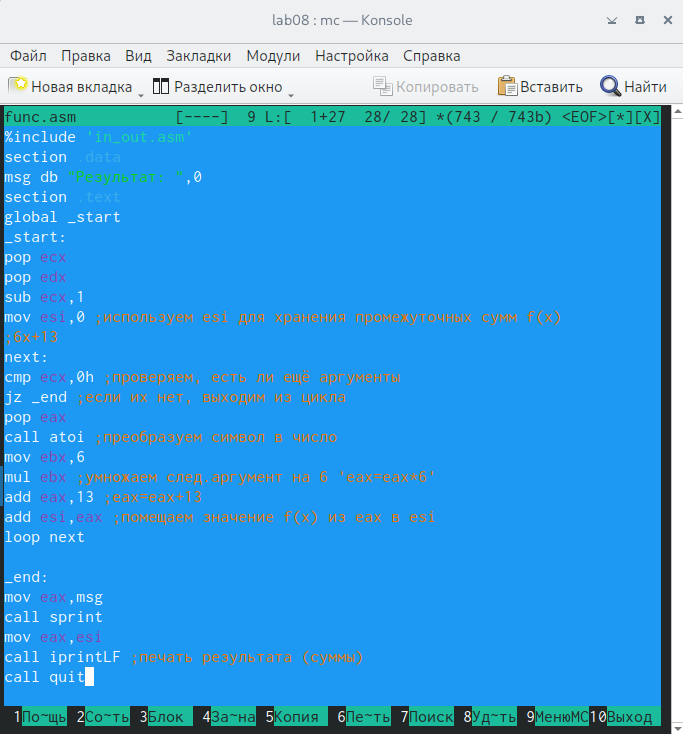 lab08 : mc — Konsole
Файл Правка Вид Закладки Модули Настройка Справка
Новая вкладка Разделить окно Копировать Вставить Найти
func.asm [----] 9 L:[ 1+27 28/ 28] *(743 / 743b) <EOF>[*][X]
%include 'in_out.asm'
section .data
msg db "Результат: ",0
section .text
global _start
_start:
pop ecx
pop edx
sub ecx,1
mov esi,0 ;используем esi для хранения промежуточных сумм f(x)
;6x+13
next:
cmp ecx,0h ;проверяем, есть ли ещё аргументы
jz _end ;если их нет, выходим из цикла
pop eax
call atoi ;преобразуем символ в число
mov ebx,6
mul ebx ;умножаем след.аргумент на 6 'eax=eax*6'
add eax,13 ;eax=eax+13
add esi,eax ;помещаем значение f(x) из eax в esi
loop next
_end:
mov eax,msg
call sprint
mov eax,esi
call iprintLF ;печать результата (суммы)
call quit
1По~щь 2Со~ть 3Блок 4За~на 5Копия 6Пе~ть 7Поиск 8Уд~ть 9МенюMC 10Выход